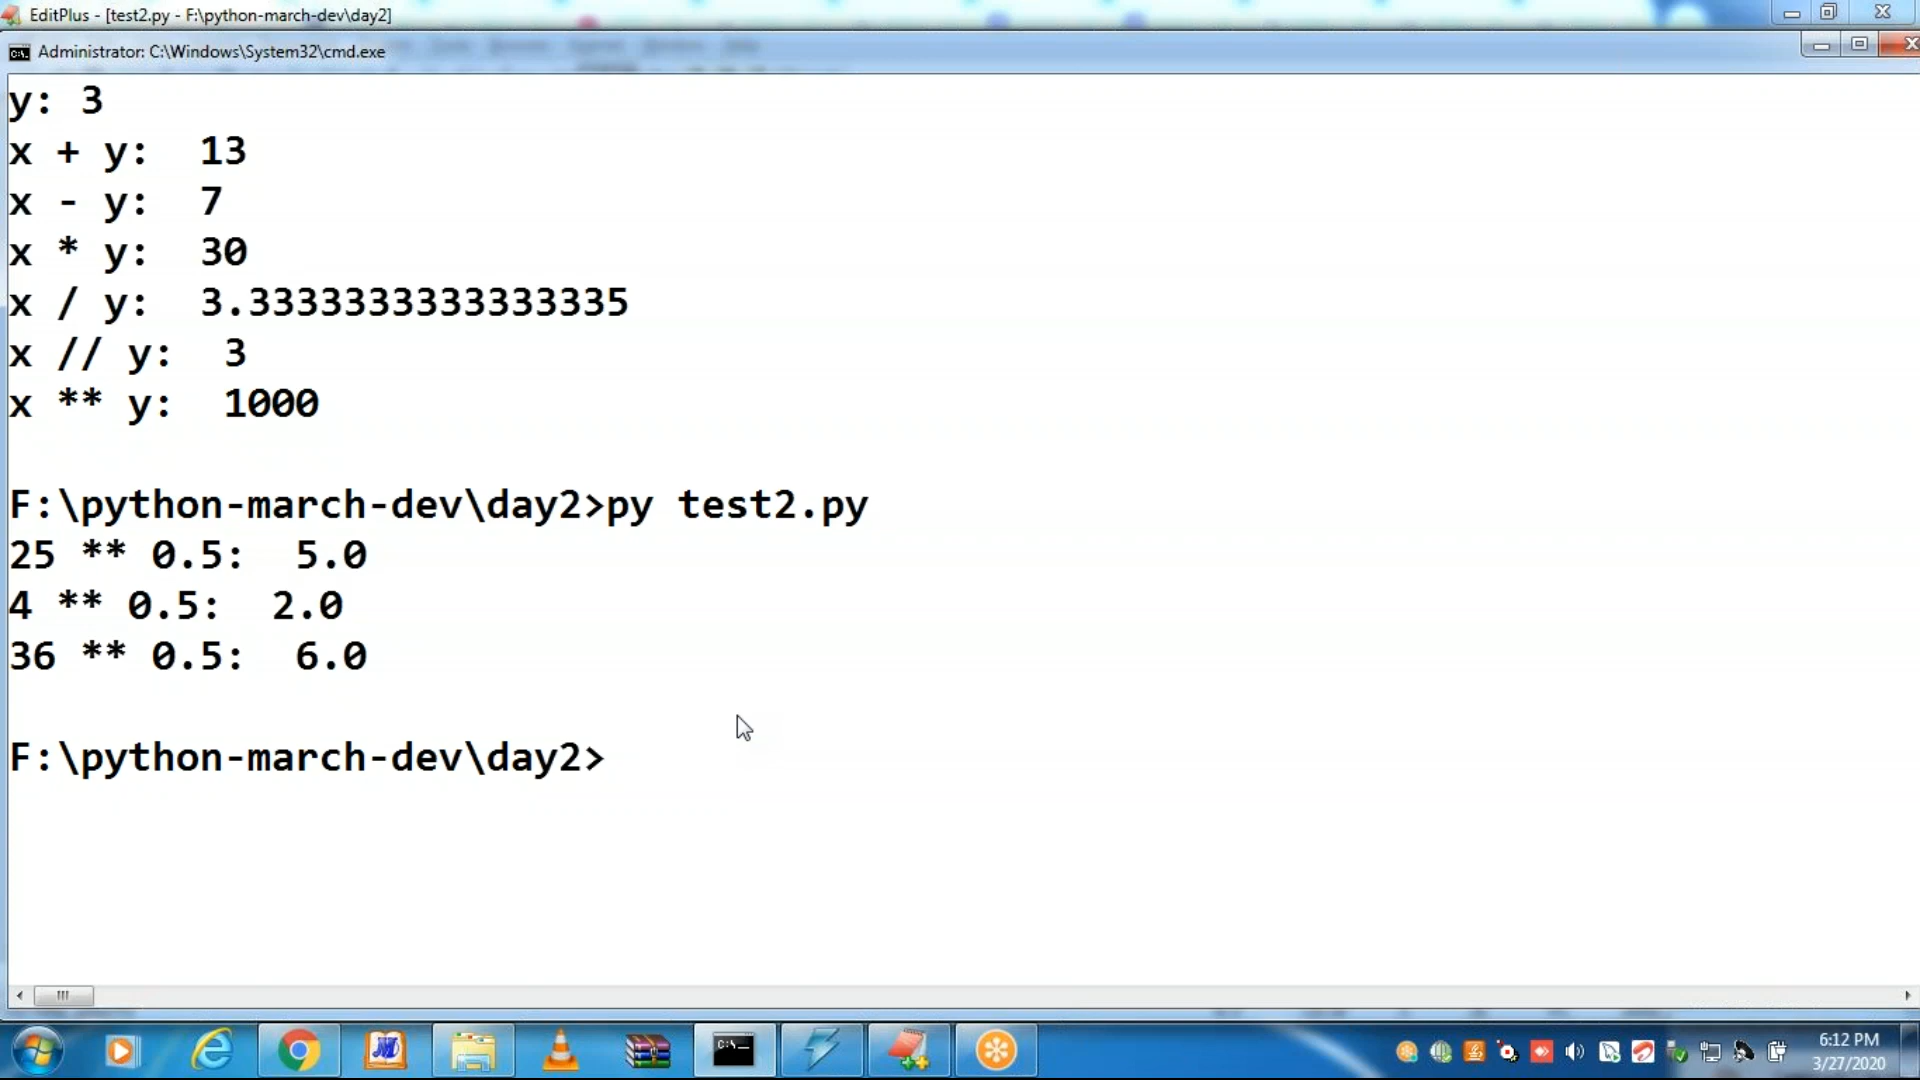 EditPlus - [test2.py - F:\python-march-dev\day2]
Administrator: C:\Windows\System32\cmd.exe
y: 3
x + y:  13
x - y:  7
x * y:  30
x / y:  3.3333333333333335
x // y:  3
x ** y:  1000
F:\python-march-dev\day2>py test2.py
25 ** 0.5:  5.0
4 ** 0.5:  2.0
36 ** 0.5:  6.0
F:\python-march-dev\day2>
6:12 PM
3/27/2020